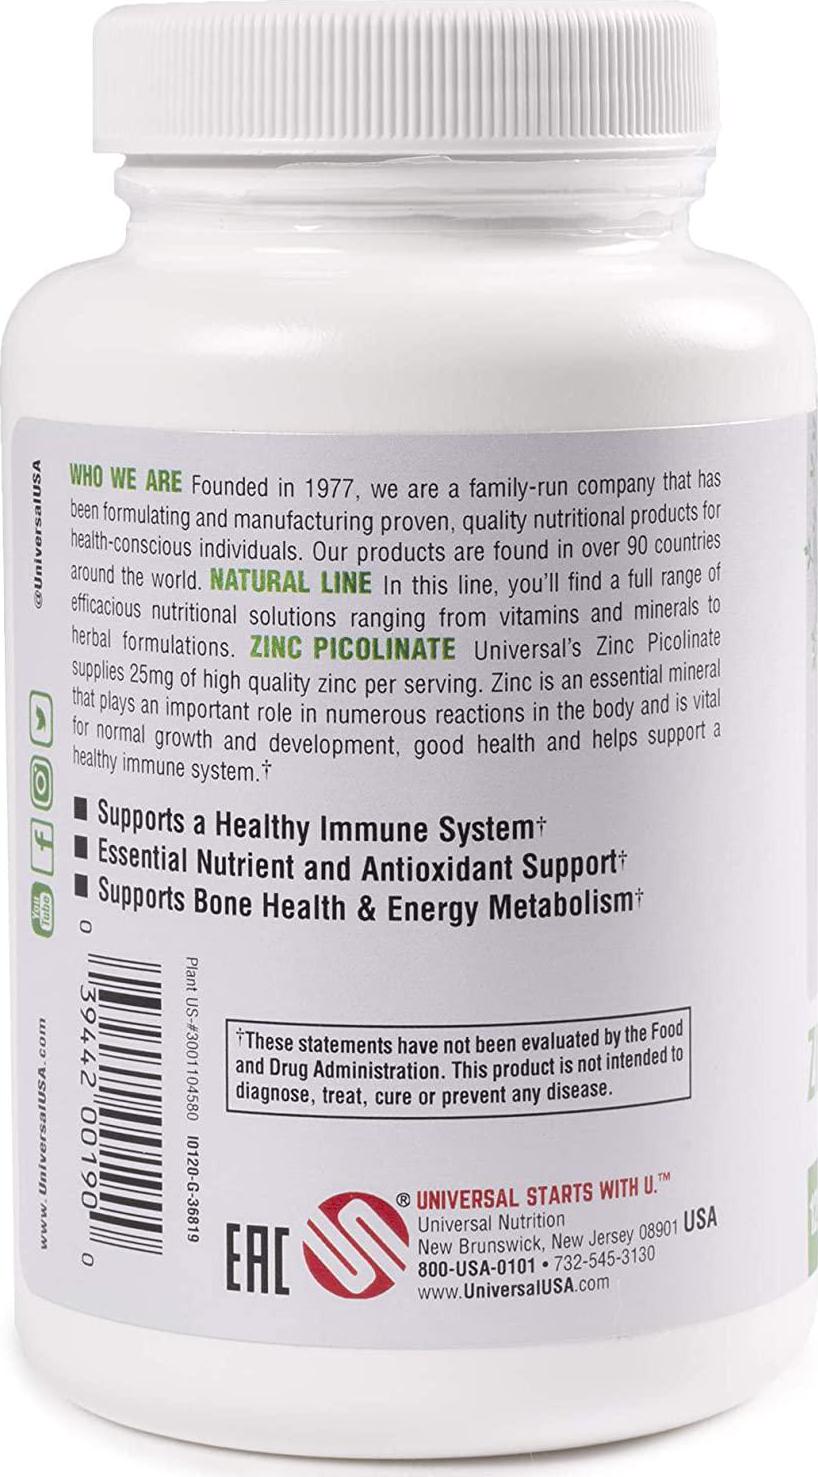 WHO WE ARE Founded in 1977, we are a family-run company that has
been formulating and manufacturing proven, quality nutritional products for
health-conscious individuals. Our products are found in over 90 countries
around the world. NATURAL LINE In this line, you'll find a full range of
efficacious nutritional solutions ranging from vitamins and minerals to
herbal formulations. ZINC PICOLINATE Universal's Zinc Picolinate
supplies 25mg of high quality zinc per serving. Zinc is an essential mineral
that plays an important role in numerous reactions in the body and is vital
for normal growth and development, good health and helps support a
healthy immune system.†
■ Supports a Healthy Immune System†
■ Essential Nutrient and Antioxidant Support†
■ Supports Bone Health & Energy Metabolism†
@UniversalUSA
You
Tube
www.UniversalUSA.com
0 39442 00190 0
Plant US-#3001104580 I0120-G-36819
†These statements have not been evaluated by the Food
and Drug Administration. This product is not intended to
diagnose, treat, cure or prevent any disease.
EAC
® UNIVERSAL STARTS WITH U.™
Universal Nutrition
New Brunswick, New Jersey 08901 USA
800-USA-0101 • 732-545-3130
www.UniversalUSA.com